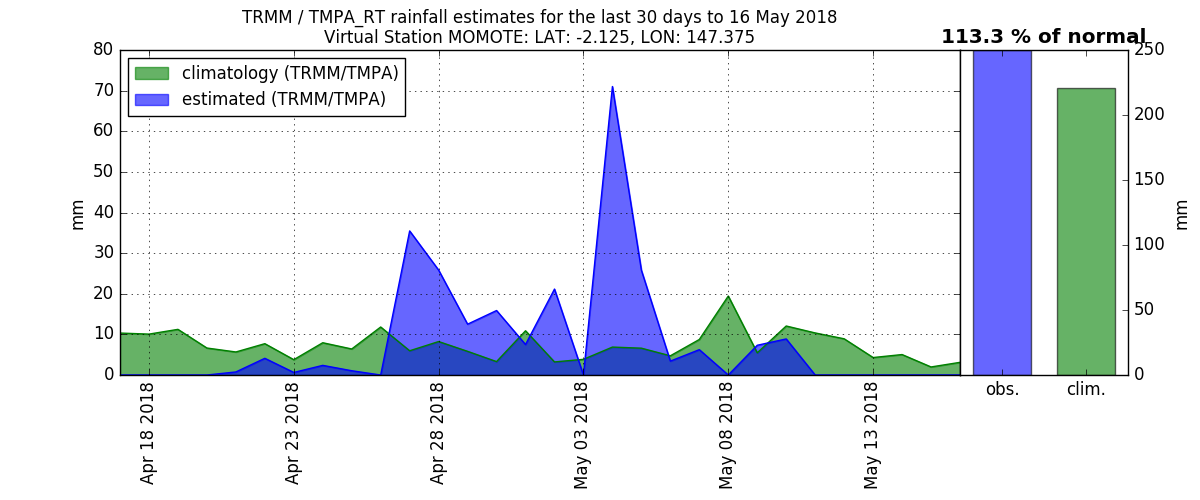 TRMM / TMPA_RT rainfall estimates for the last 30 days to 16 May 2018
Virtual Station MOMOTE: LAT: -2.125, LON: 147.375
113.3 % of normal
climatology (TRMM/TMPA)
estimated (TRMM/TMPA)
mm
80
70
60
50
40
30
20
10
0
Apr 18 2018
Apr 23 2018
Apr 28 2018
May 03 2018
May 08 2018
May 13 2018
250
200
150
100
50
0
mm
obs.
clim.